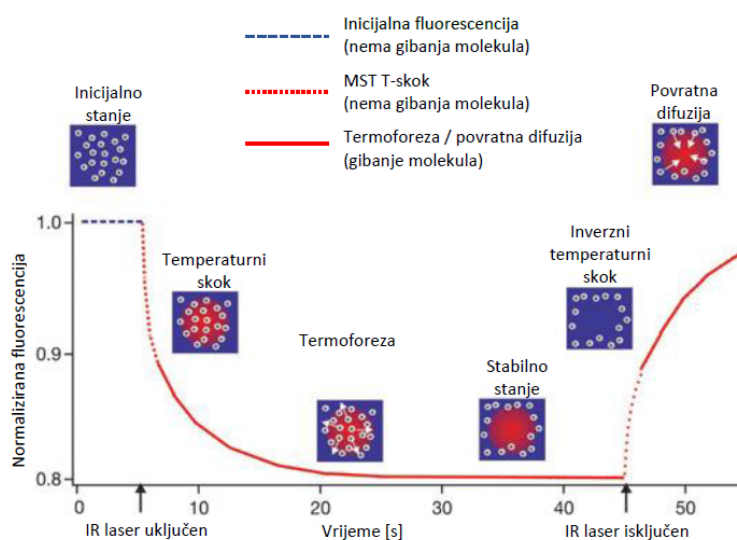 Inicijalna fluorescencija
(nema gibanja molekula)
MST T-skok
(nema gibanja molekula)
Termoforeza / povratna difuzija
(gibanje molekula)
Inicijalno
stanje
Povratna
difuzija
Temperaturni
skok
Termoforeza
Stabilno
stanje
Inverzni
temperaturni
skok
Normalizirana fluorescencija
1.0
0.9
0.8
0
10
20
30
40
50
IR laser uključen
Vrijeme [s]
IR laser isključen